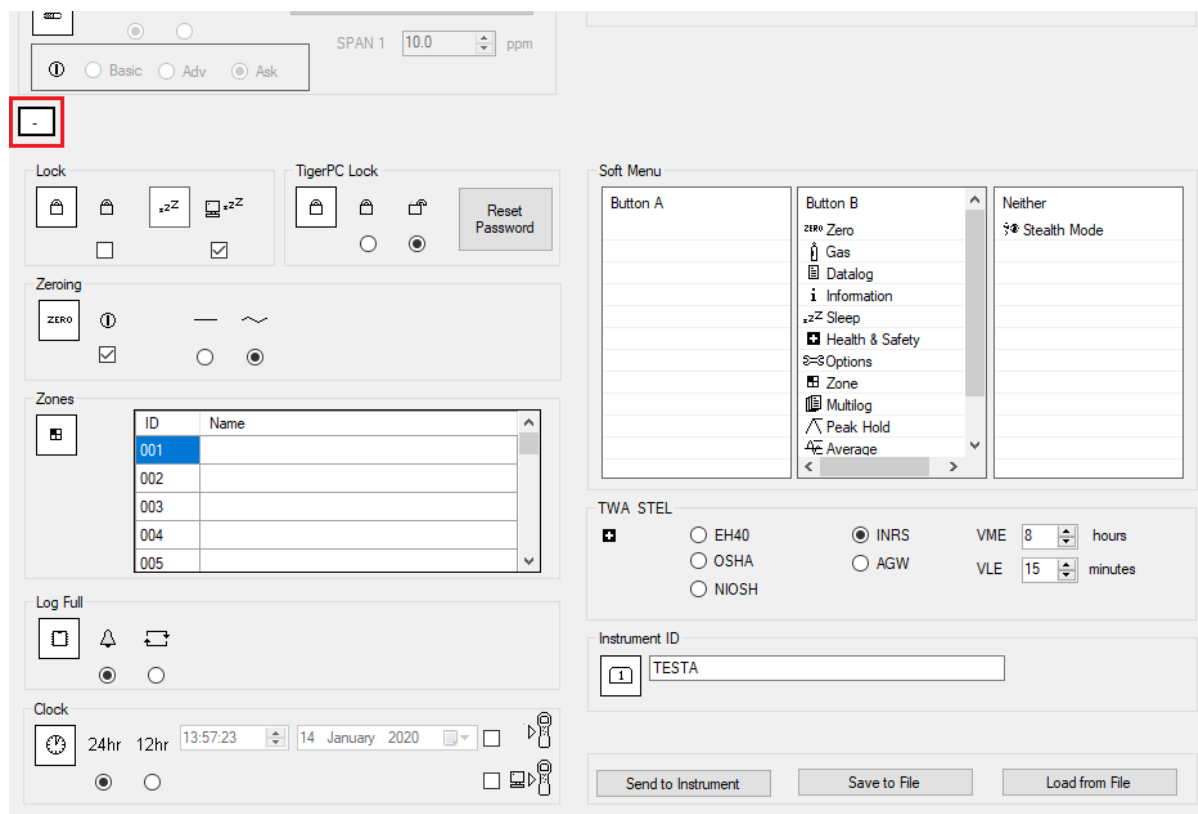 SPAN 1 10.0 ppm
Basic Adv Ask
-
Lock
zzZ
zzZ
TigerPC Lock
Reset
Password
Zeroing
ZERO
Zones
ID Name
001
002
003
004
005
Log Full
Clock
24hr 12hr 13:57:23 14 January 2020
Soft Menu
Button A
Button B
ZERO Zero
Gas
Datalog
i Information
zzZ Sleep
Health & Safety
Options
Zone
Multilog
Peak Hold
Average
Neither
Stealth Mode
TWA STEL
EH40 INRS VME 8 hours
OSHA AGW VLE 15 minutes
NIOSH
Instrument ID
1 TESTA
Send to Instrument Save to File Load from File